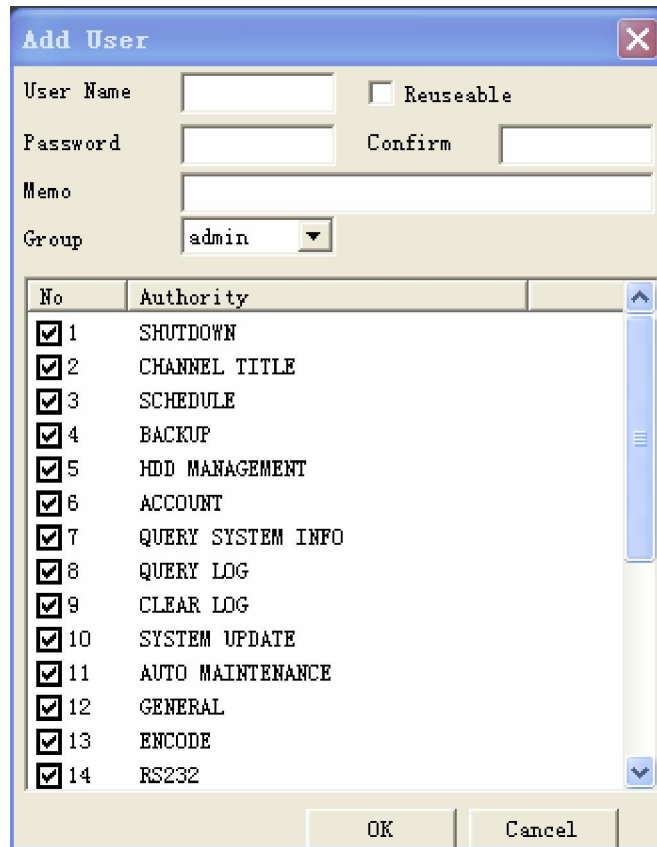 Add User
User Name Reuseable
Password Confirm
Memo
Group admin
No Authority
1 SHUTDOWN
2 CHANNEL TITLE
3 SCHEDULE
4 BACKUP
5 HDD MANAGEMENT
6 ACCOUNT
7 QUERY SYSTEM INFO
8 QUERY LOG
9 CLEAR LOG
10 SYSTEM UPDATE
11 AUTO MAINTENANCE
12 GENERAL
13 ENCODE
14 RS232
OK Cancel